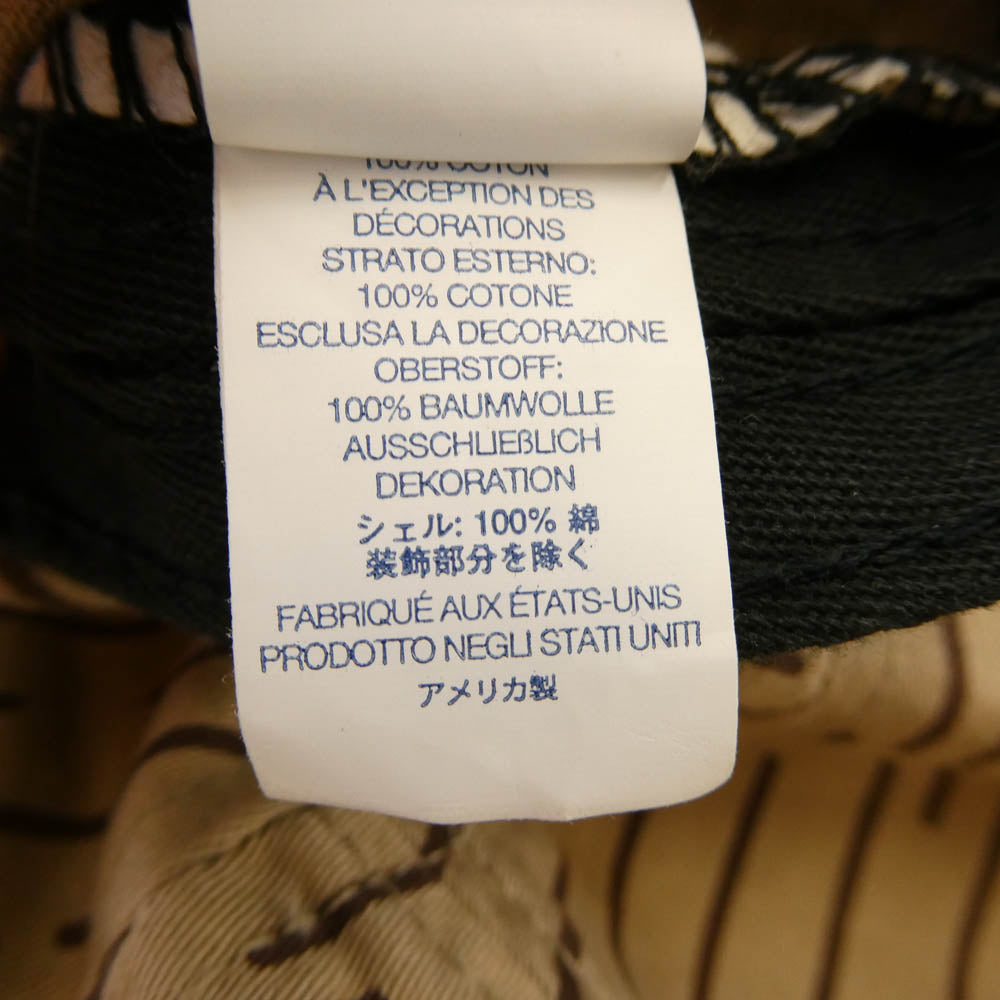 100% COTON
À L'EXCEPTION DES
DÉCORATIONS
STRATO ESTERNO:
100% COTONE
ESCLUSA LA DECORAZIONE
OBERSTOFF:
100% BAUMWOLLE
AUSSCHLIEßLICH
DEKORATION
シェル: 100% 綿
装飾部分を除く
FABRIQUÉ AUX ÉTATS-UNIS
PRODOTTO NEGLI STATI UNITI
アメリカ製